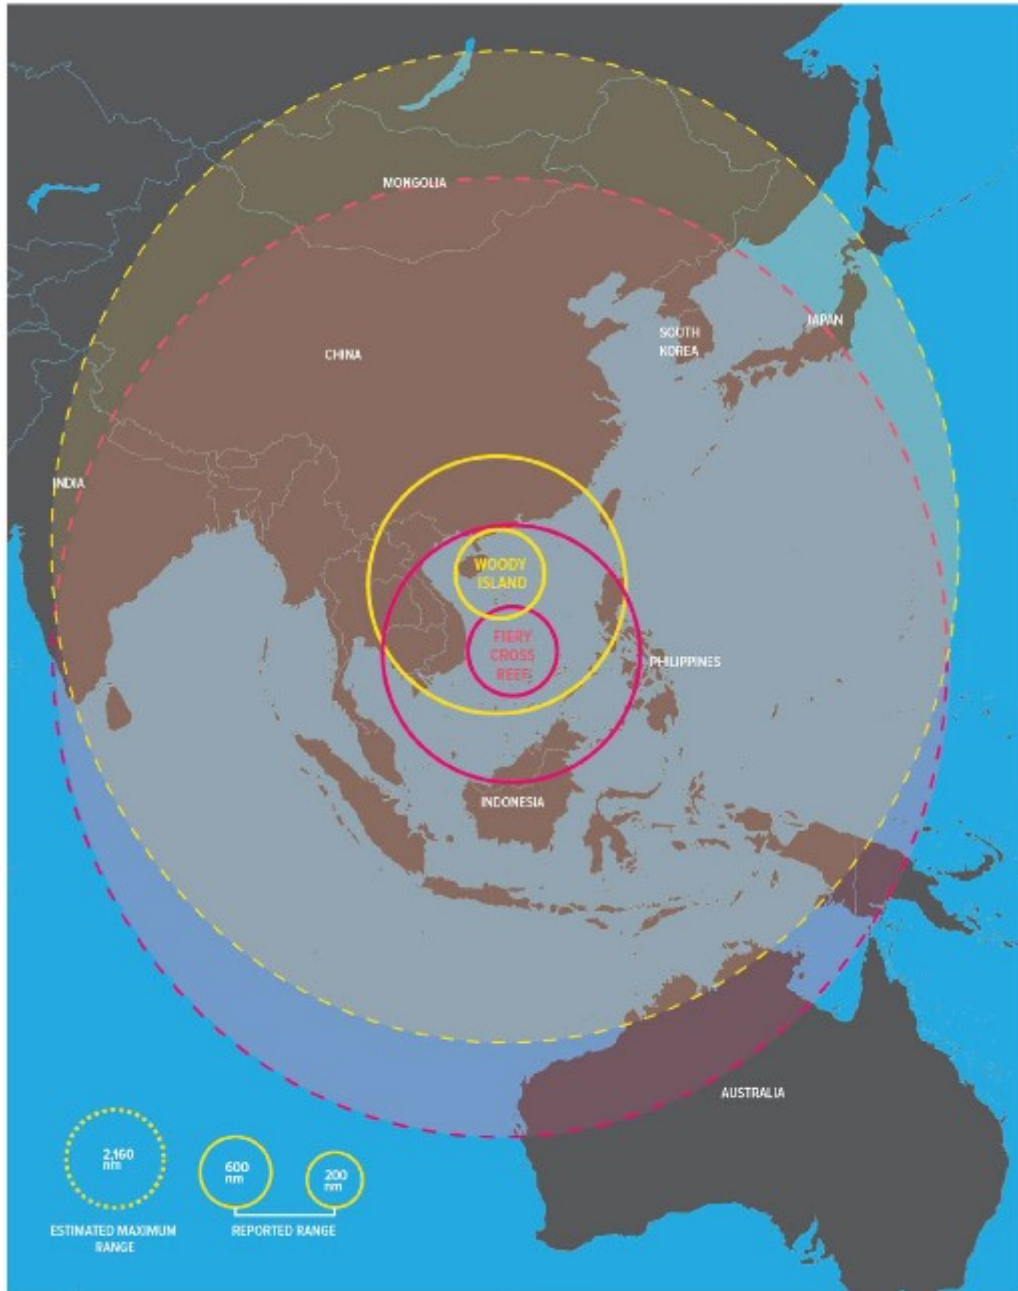 MONGOLIA
CHINA
SOUTH
KOREA
JAPAN
INDIA
WOODY
ISLAND
FIERY
CROSS
REEF
PHILIPPINES
INDONESIA
AUSTRALIA
2,160
nm
600
nm
200
nm
ESTIMATED MAXIMUM
RANGE
REPORTED RANGE